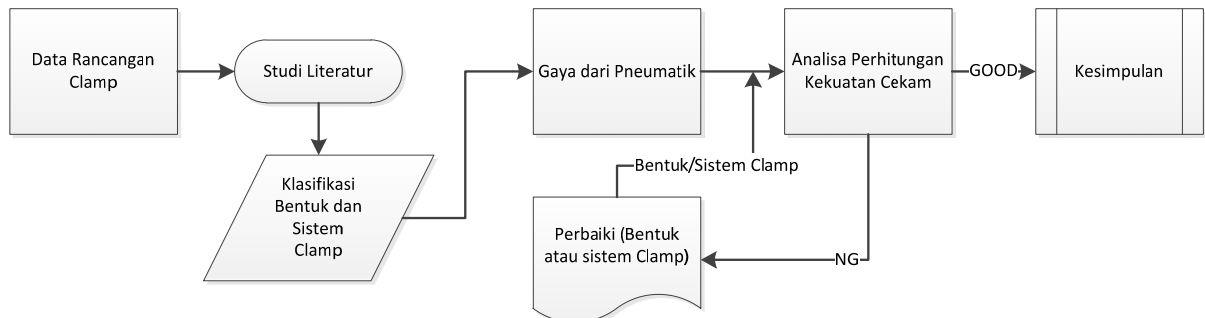 Data Rancangan
Clamp
Studi Literatur
Klasifikasi
Bentuk dan
Sistem
Clamp
Gaya dari Pneumatik
Analisa Perhitungan
Kekuatan Cekam
GOOD
Kesimpulan
Bentuk/Sistem Clamp
Perbaiki (Bentuk
atau sistem Clamp)
NG